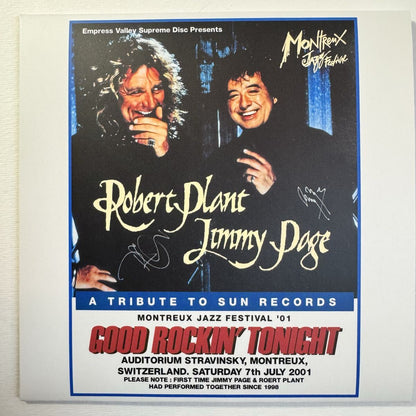 Empress Valley Supreme Disc Presents
MONTREUX
Jazz Festival
Robert Plant
Jimmy Page
A TRIBUTE TO SUN RECORDS
MONTREUX JAZZ FESTIVAL '01
GOOD ROCKIN' TONIGHT
AUDITORIUM STRAVINSKY, MONTREUX,
SWITZERLAND. SATURDAY 7th JULY 2001
PLEASE NOTE : FIRST TIME JIMMY PAGE & ROERT PLANT
HAD PERFORMED TOGETHER SINCE 1998